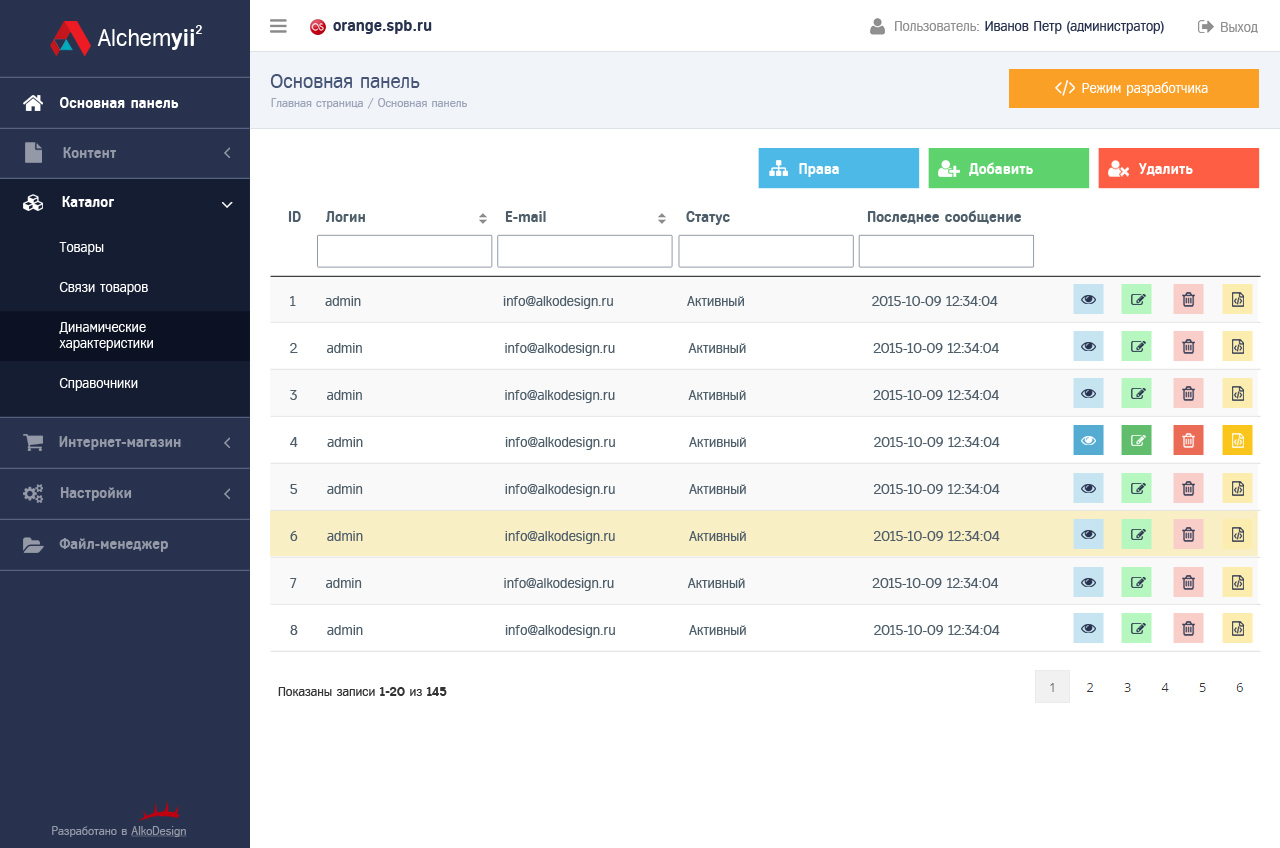 Alchemyii²
orange.spb.ru
Пользователь: Иванов Петр (администратор)
Выход
Основная панель
Контент
Каталог
Товары
Связи товаров
Динамические
характеристики
Справочники
Интернет-магазин
Настройки
Файл-менеджер
Разработано в AlkoDesign
Основная панель
Главная страница / Основная панель
Режим разработчика
Права
Добавить
Удалить
ID Логин E-mail Статус Последнее сообщение
1 admin info@alkodesign.ru Активный 2015-10-09 12:34:04
2 admin info@alkodesign.ru Активный 2015-10-09 12:34:04
3 admin info@alkodesign.ru Активный 2015-10-09 12:34:04
4 admin info@alkodesign.ru Активный 2015-10-09 12:34:04
5 admin info@alkodesign.ru Активный 2015-10-09 12:34:04
6 admin info@alkodesign.ru Активный 2015-10-09 12:34:04
7 admin info@alkodesign.ru Активный 2015-10-09 12:34:04
8 admin info@alkodesign.ru Активный 2015-10-09 12:34:04
Показаны записи 1-20 из 145
1 2 3 4 5 6